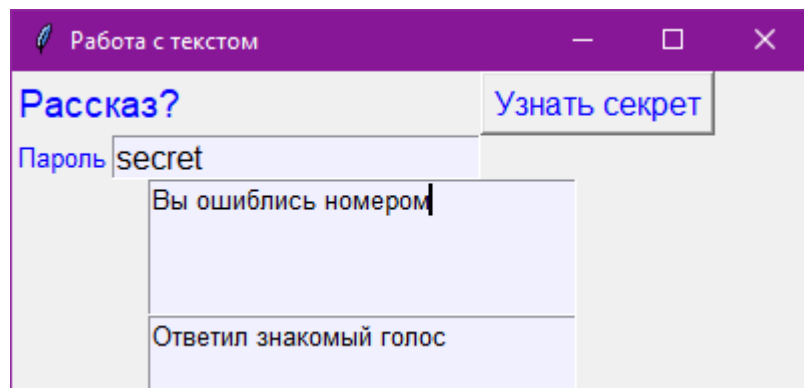 Работа с текстом
Рассказ? Узнать секрет
Пароль secret
Вы ошиблись номером
Ответил знакомый голос